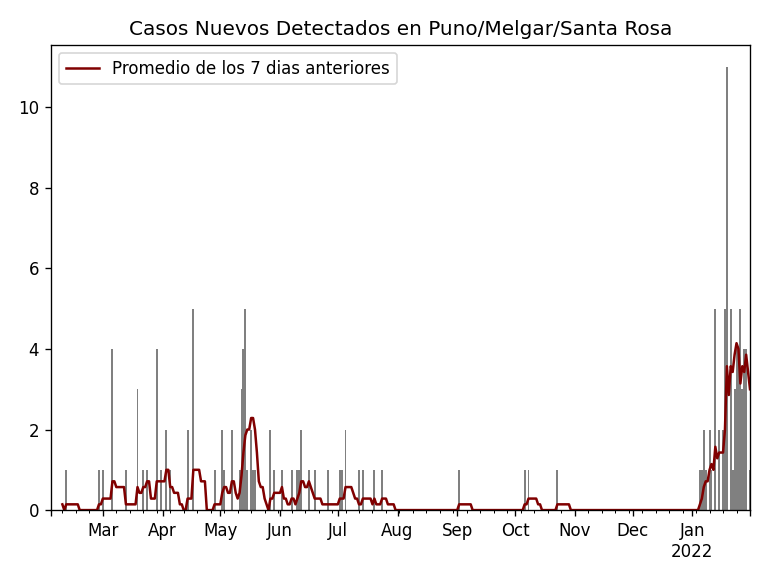 Casos Nuevos Detectados en Puno/Melgar/Santa Rosa
Promedio de los 7 dias anteriores
10
8
6
4
2
0
Mar Apr May Jun Jul Aug Sep Oct Nov Dec Jan
2022